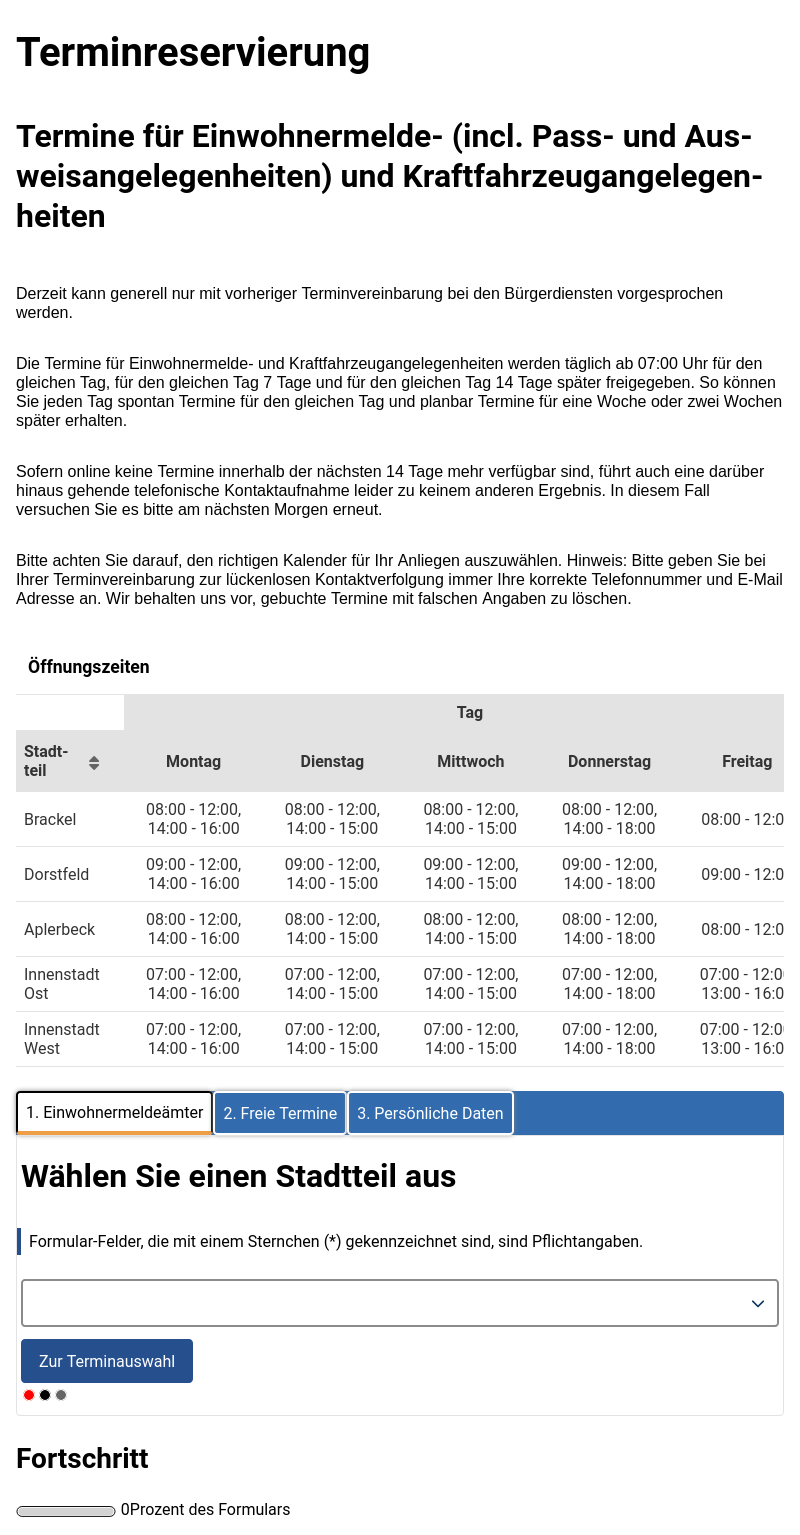 Terminreservierung
Termine für Einwohnermelde- (incl. Pass- und Aus-
weisangelegenheiten) und Kraftfahrzeugangelegen-
heiten
Derzeit kann generell nur mit vorheriger Terminvereinbarung bei den Bürgerdiensten vorgesprochen
werden.
Die Termine für Einwohnermelde- und Kraftfahrzeugangelegenheiten werden täglich ab 07:00 Uhr für den
gleichen Tag, für den gleichen Tag 7 Tage und für den gleichen Tag 14 Tage später freigegeben. So können
Sie jeden Tag spontan Termine für den gleichen Tag und planbar Termine für eine Woche oder zwei Wochen
später erhalten.
Sofern online keine Termine innerhalb der nächsten 14 Tage mehr verfügbar sind, führt auch eine darüber
hinaus gehende telefonische Kontaktaufnahme leider zu keinem anderen Ergebnis. In diesem Fall
versuchen Sie es bitte am nächsten Morgen erneut.
Bitte achten Sie darauf, den richtigen Kalender für Ihr Anliegen auszuwählen. Hinweis: Bitte geben Sie bei
Ihrer Terminvereinbarung zur lückenlosen Kontaktverfolgung immer Ihre korrekte Telefonnummer und E-Mail
Adresse an. Wir behalten uns vor, gebuchte Termine mit falschen Angaben zu löschen.
Öffnungszeiten
Tag
Stadt-
teil Montag Dienstag Mittwoch Donnerstag Freitag
Brackel 08:00 - 12:00, 08:00 - 12:00, 08:00 - 12:00, 08:00 - 12:00, 08:00 - 12:0
14:00 - 16:00 14:00 - 15:00 14:00 - 15:00 14:00 - 18:00
Dorstfeld 09:00 - 12:00, 09:00 - 12:00, 09:00 - 12:00, 09:00 - 12:00, 09:00 - 12:0
14:00 - 16:00 14:00 - 15:00 14:00 - 15:00 14:00 - 18:00
Aplerbeck 08:00 - 12:00, 08:00 - 12:00, 08:00 - 12:00, 08:00 - 12:00, 08:00 - 12:0
14:00 - 16:00 14:00 - 15:00 14:00 - 15:00 14:00 - 18:00
Innenstadt 07:00 - 12:00, 07:00 - 12:00, 07:00 - 12:00, 07:00 - 12:00, 07:00 - 12:00
Ost 14:00 - 16:00 14:00 - 15:00 14:00 - 15:00 14:00 - 18:00 13:00 - 16:0
Innenstadt 07:00 - 12:00, 07:00 - 12:00, 07:00 - 12:00, 07:00 - 12:00, 07:00 - 12:00
West 14:00 - 16:00 14:00 - 15:00 14:00 - 15:00 14:00 - 18:00 13:00 - 16:0
1. Einwohnermeldeämter 2. Freie Termine 3. Persönliche Daten
Wählen Sie einen Stadtteil aus
Formular-Felder, die mit einem Sternchen (*) gekennzeichnet sind, sind Pflichtangaben.
Zur Terminauswahl
Fortschritt
0Prozent des Formulars